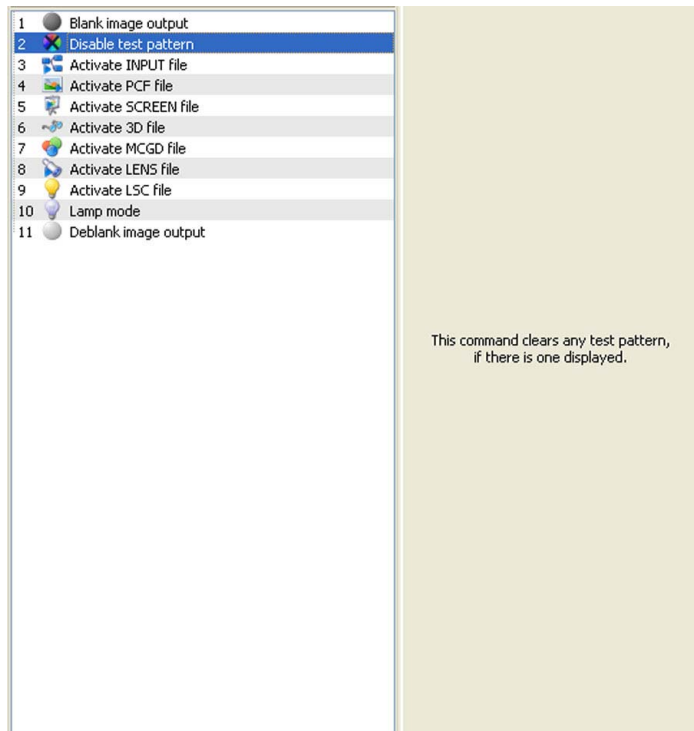 1 Blank image output
2 Disable test pattern
3 Activate INPUT file
4 Activate PCF file
5 Activate SCREEN file
6 Activate 3D file
7 Activate MCGD file
8 Activate LENS file
9 Activate LSC file
10 Lamp mode
11 Deblank image output
This command clears any test pattern,
if there is one displayed.